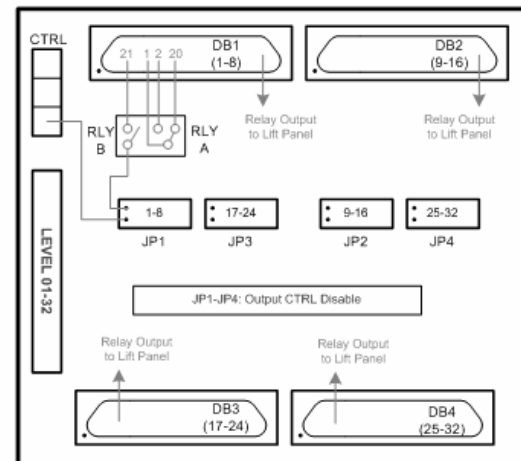 CTRL
DB1
(1-8)
DB2
(9-16)
21 1 2 20
Relay Output
to Lift Panel
Relay Output
to Lift Panel
RLY
B
RLY
A
LEVEL 01-32
1-8
17-24
9-16
25-32
JP1
JP3
JP2
JP4
JP1-JP4: Output CTRL Disable
Relay Output
to Lift Panel
Relay Output
to Lift Panel
DB3
(17-24)
DB4
(25-32)